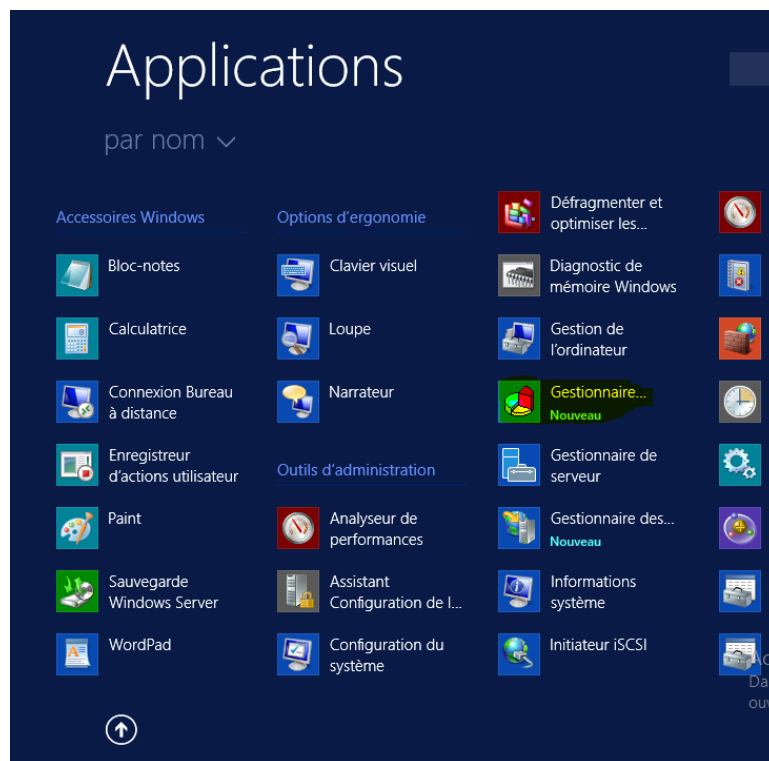 Applications
par nom
Accessoires Windows
Bloc-notes
Calculatrice
Connexion Bureau
à distance
Enregistreur
d'actions utilisateur
Paint
Sauvegarde
Windows Server
WordPad
Options d'ergonomie
Clavier visuel
Loupe
Narrateur
Outils d'administration
Analyseur de
performances
Assistant
Configuration de l...
Configuration du
système
Défragmenter et
optimiser les...
Diagnostic de
mémoire Windows
Gestion de
l'ordinateur
Gestionnaire...
Nouveau
Gestionnaire de
serveur
Gestionnaire des...
Nouveau
Informations
système
Initiateur iSCSI